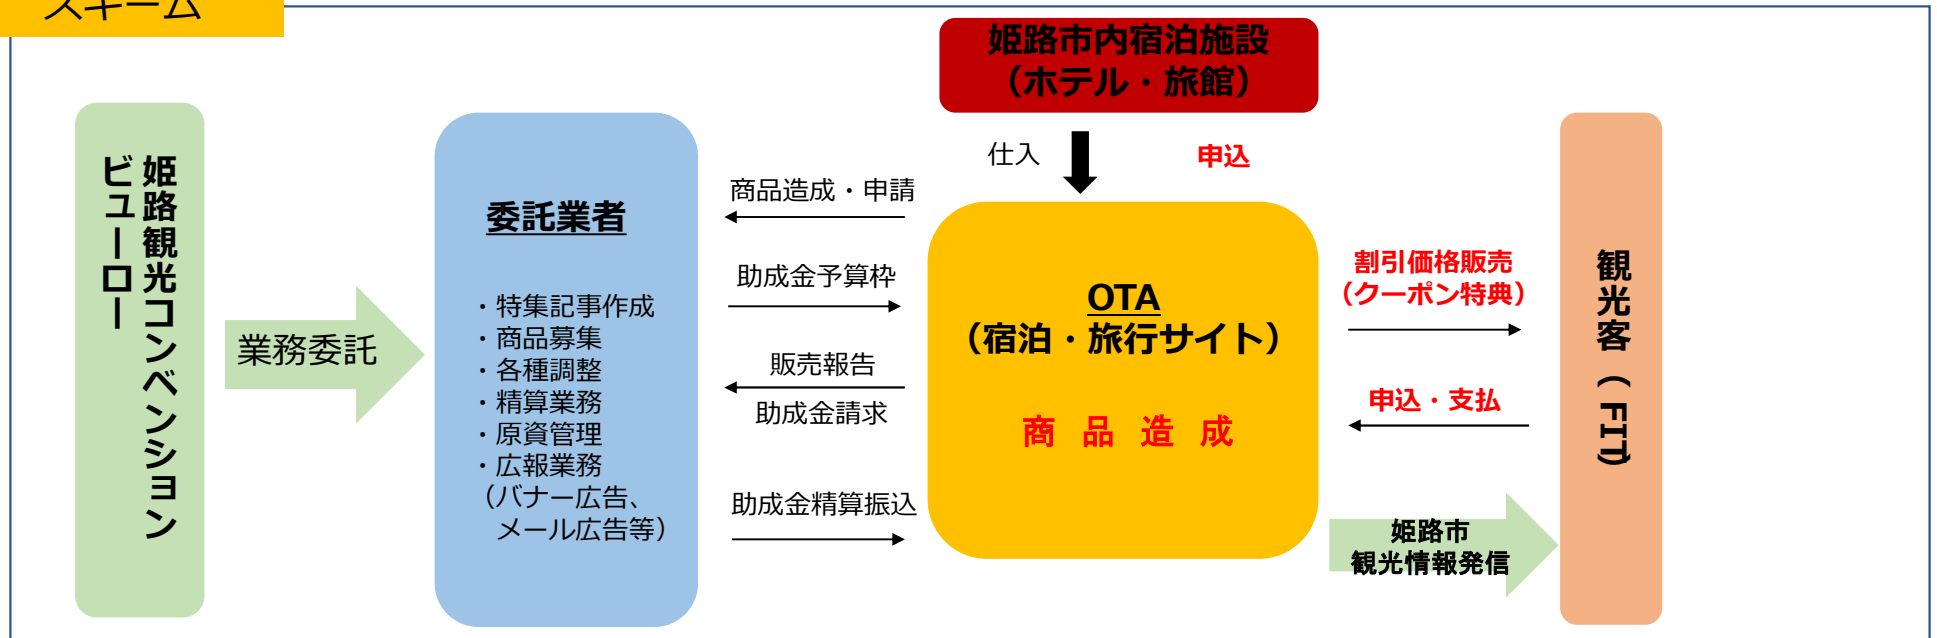 スキーム
姫路市内宿泊施設
（ホテル・旅館）
姫路観光コンベンション
ビューロー
業務委託
委託業者
・特集記事作成
・商品募集
・各種調整
・精算業務
・原資管理
・広報業務
（バナー広告、
メール広告等）
商品造成・申請
助成金予算枠
販売報告
助成金請求
助成金精算振込
仕入
申込
OTA
（宿泊・旅行サイト）
商 品 造 成
割引価格販売
（クーポン特典）
申込・支払
姫路市
観光情報発信
観光客（FIT）